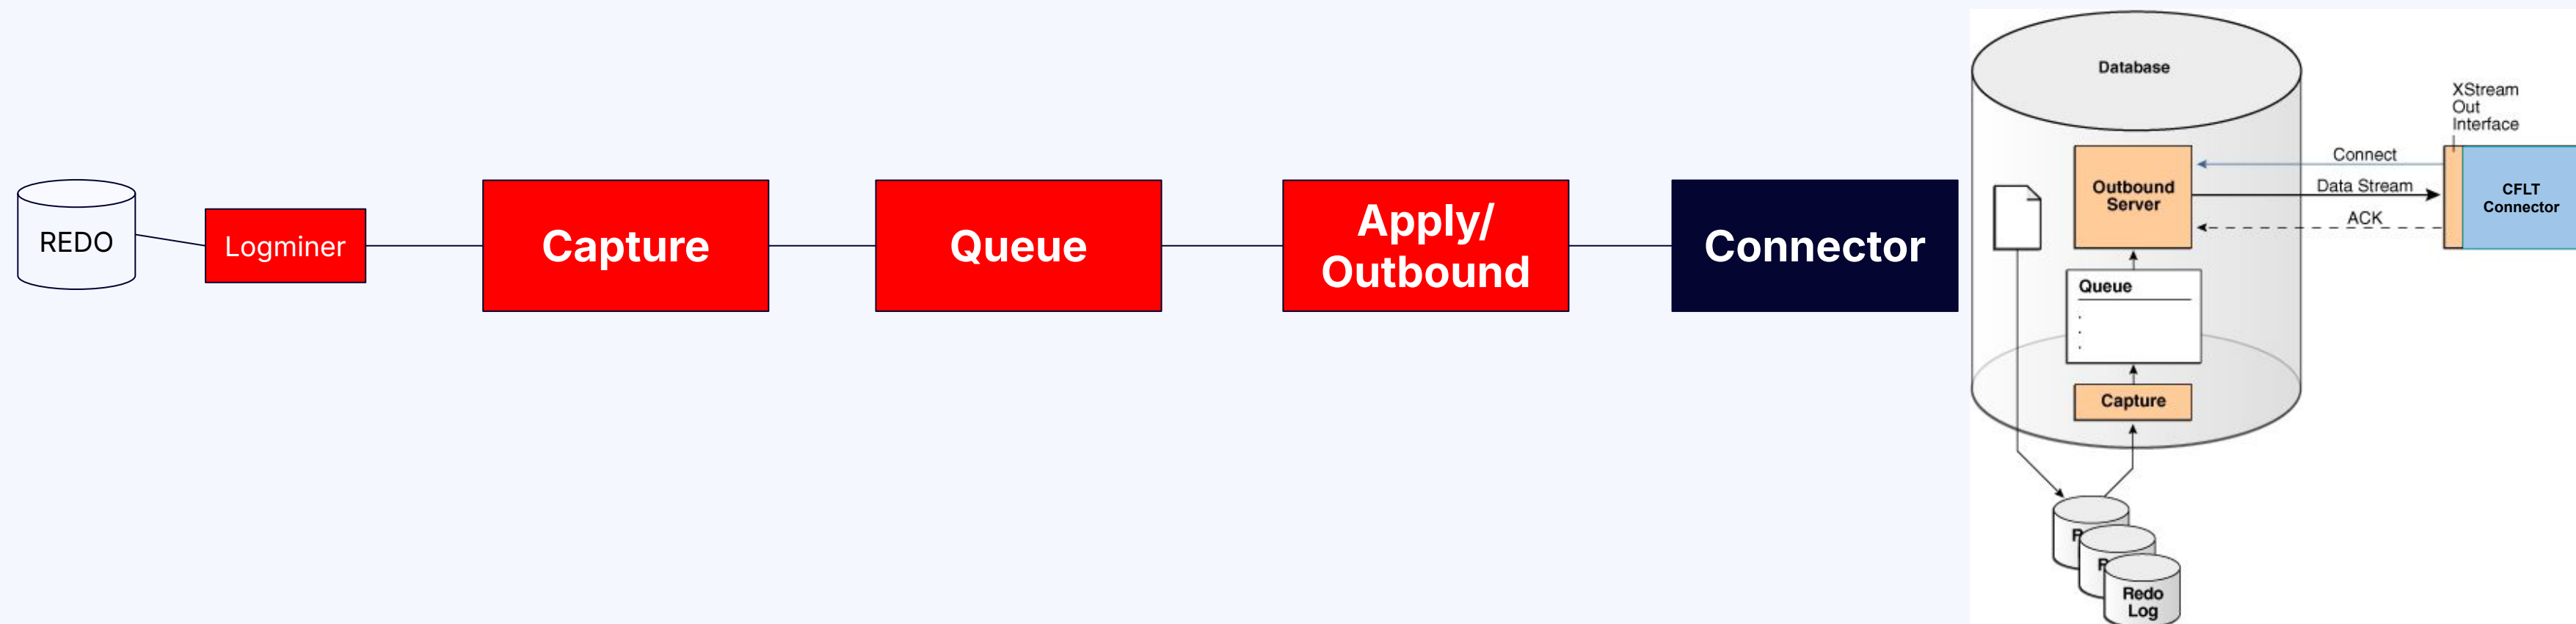 REDO
Logminer
Capture
Queue
Apply/
Outbound
Connector
Database
XStream
Out
Interface
Connect
Outbound
Server
Data Stream
CFLT
Connector
ACK
Queue
Capture
R
R
Redo
Log